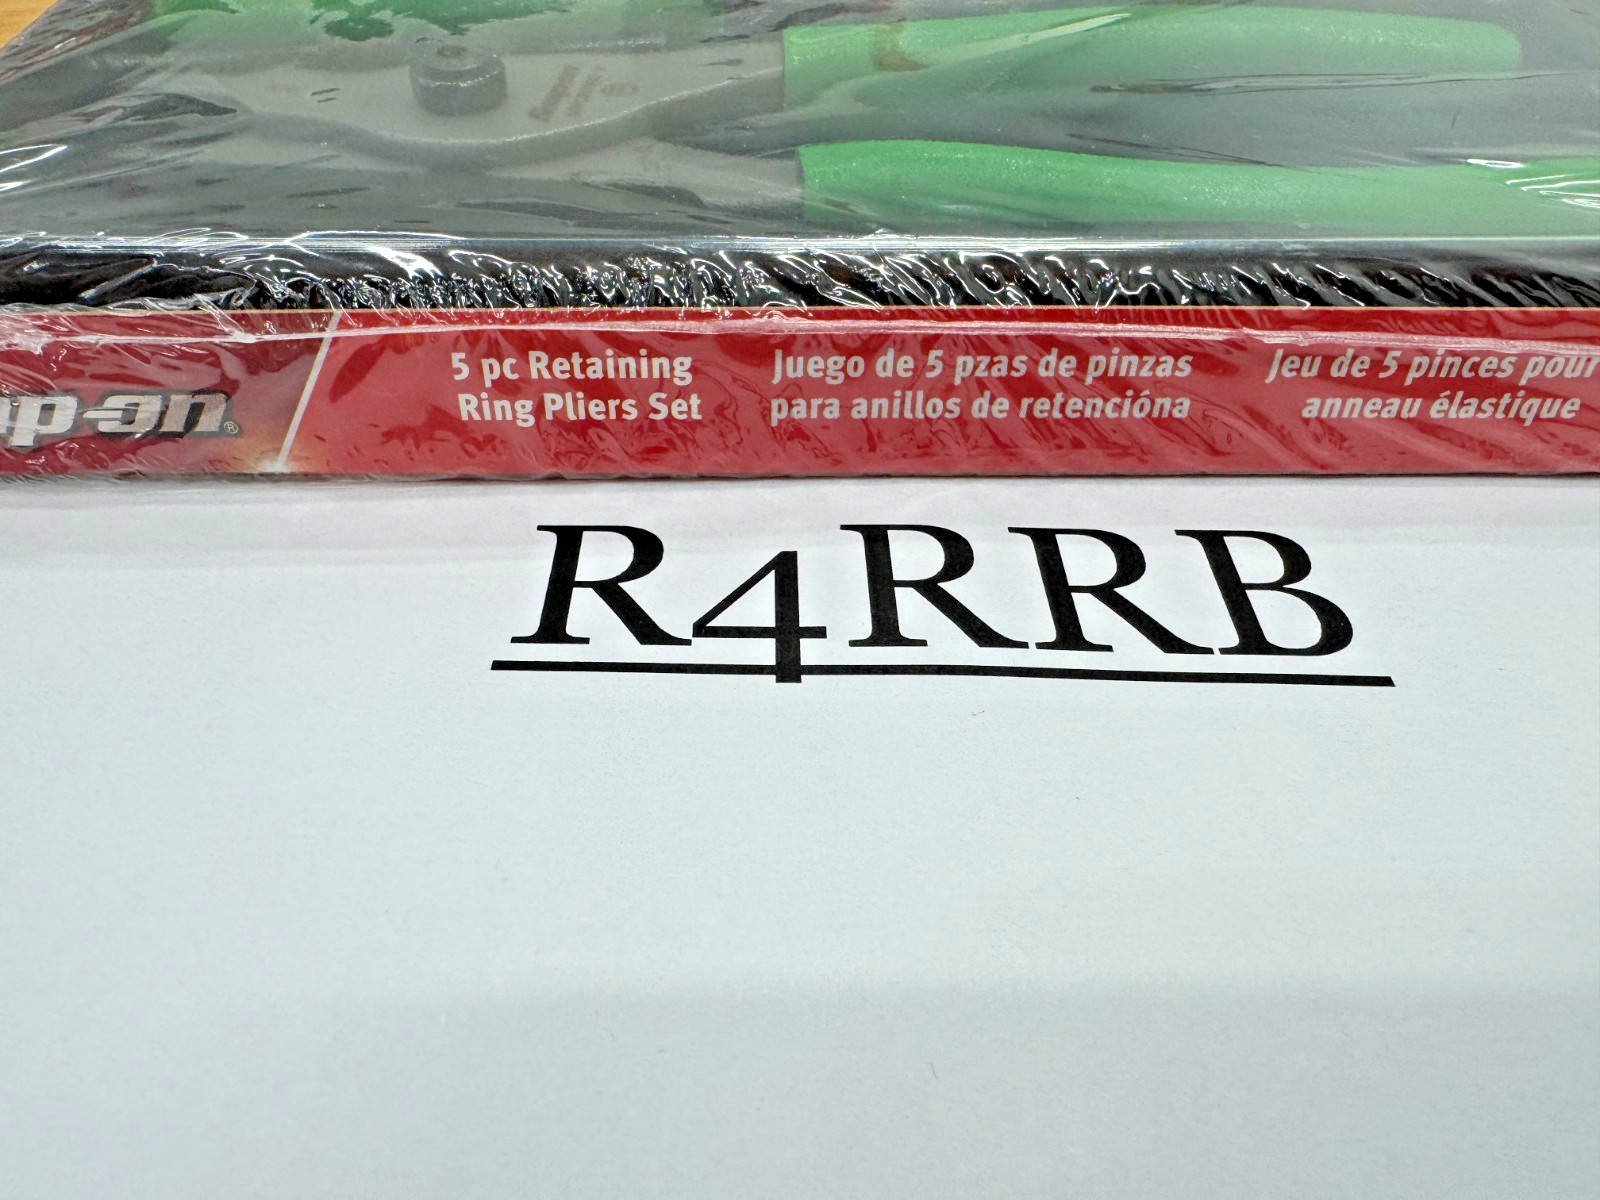 ap-on®
5 pc Retaining
Ring Pliers Set
Juego de 5 pzas de pinzas
para anillos de retencióna
Jeu de 5 pinces pour
anneau élastique
R4RRB